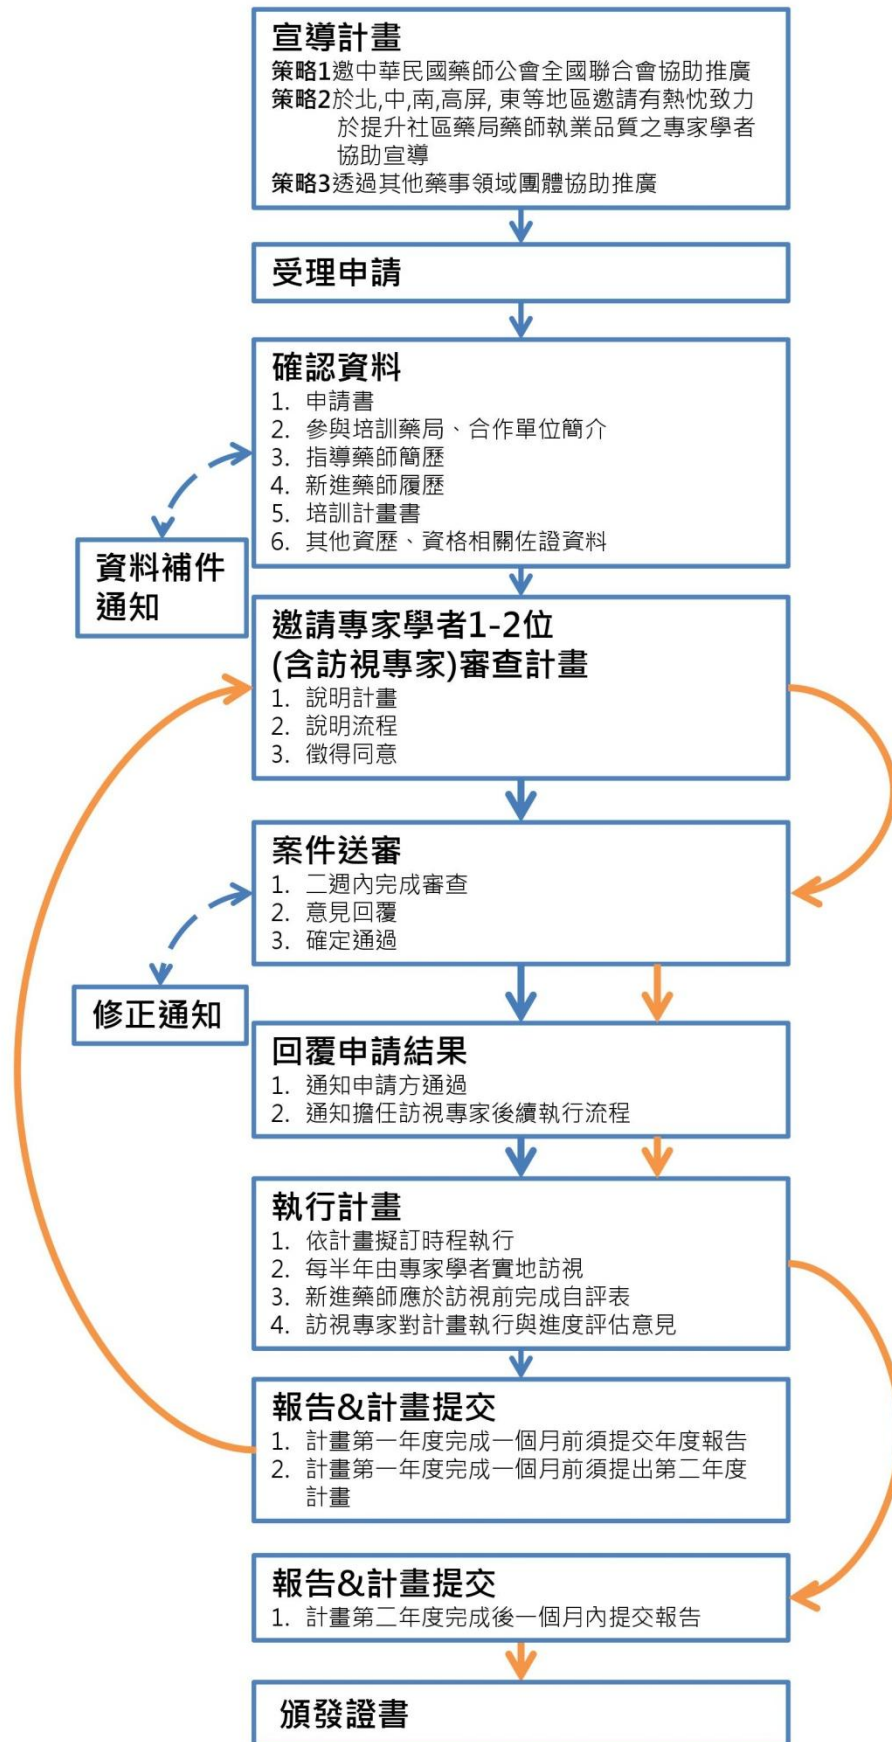 宣導計畫
策略1邀中華民國藥師公會全國聯合會協助推廣
策略2於北,中,南,高屏, 東等地區邀請有熱忱致力
於提升社區藥局藥師執業品質之專家學者
協助宣導
策略3透過其他藥事領域團體協助推廣
受理申請
確認資料
1. 申請書
2. 參與培訓藥局、合作單位簡介
3. 指導藥師簡歷
4. 新進藥師履歷
5. 培訓計畫書
6. 其他資歷、資格相關佐證資料
資料補件
通知
邀請專家學者1-2位
(含訪視專家)審查計畫
1. 說明計畫
2. 說明流程
3. 徵得同意
案件送審
1. 二週內完成審查
2. 意見回覆
3. 確定通過
修正通知
回覆申請結果
1. 通知申請方通過
2. 通知擔任訪視專家後續執行流程
執行計畫
1. 依計畫擬訂時程執行
2. 每半年由專家學者實地訪視
3. 新進藥師應於訪視前完成自評表
4. 訪視專家對計畫執行與進度評估意見
報告&計畫提交
1. 計畫第一年度完成一個月前須提交年度報告
2. 計畫第一年度完成一個月前須提出第二年度
計畫
報告&計畫提交
1. 計畫第二年度完成後一個月內提交報告
頒發證書